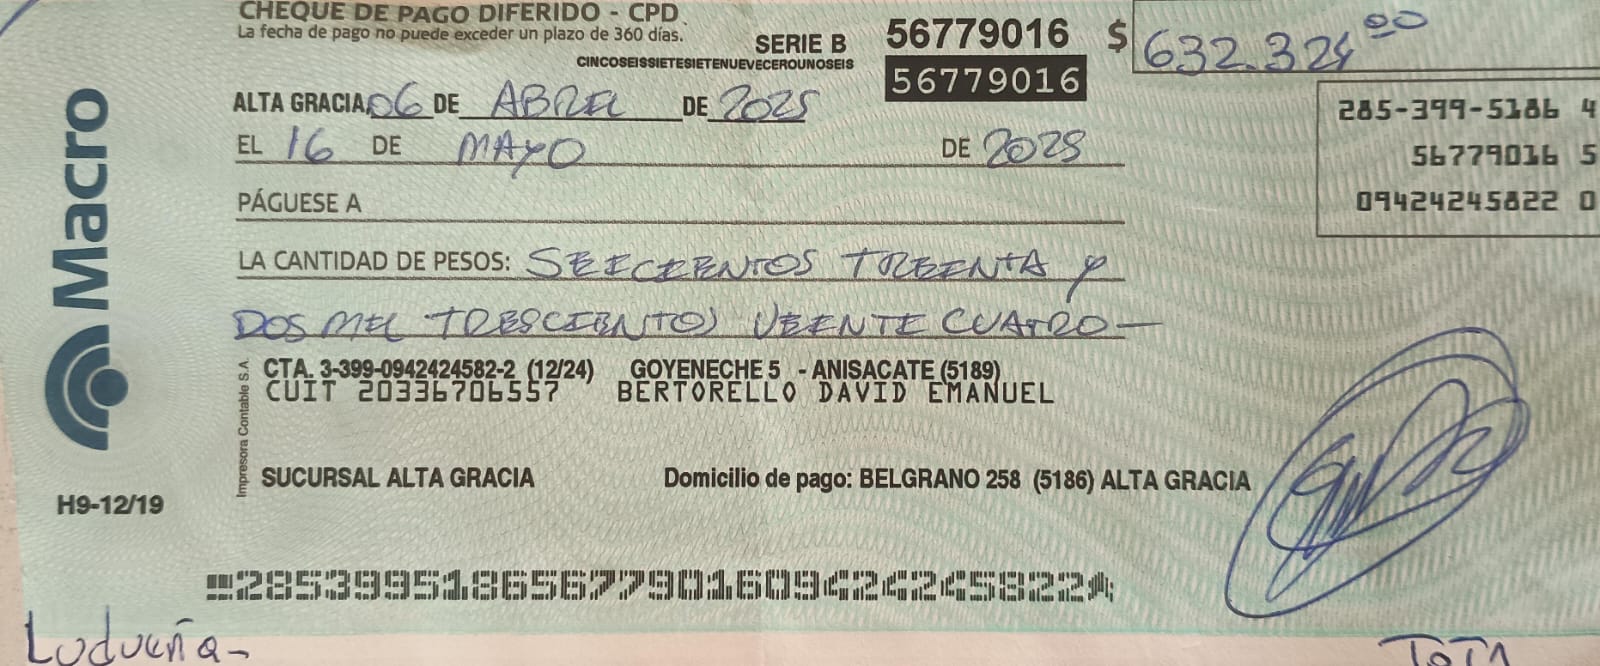 CHEQUE DE PAGO DIFERIDO - CPD
La fecha de pago no puede exceder un plazo de 360 días.
SERIE B 56779016 $ 632.324,00
CINCOSEISSIETESIETENUEVECEROUNOSEIS
56779016
ALTA GRACIA, 06 DE ABRIL DE 2025
EL 16 DE MAYO DE 2025
285-399-5186 4
56779016 5
09424245822 0
PÁGUESE A
LA CANTIDAD DE PESOS: SEICIENTOS TREINTA Y
DOS MIL TRESCIENTOS VEINTE CUATRO—
CTA. 3-399-0942424582-2 (12/24) GOYENECHE 5 - ANISACATE (5189)
CUIT 20336706557 BERTORELLO DAVID EMANUEL
SUCURSAL ALTA GRACIA Domicilio de pago: BELGRANO 258 (5186) ALTA GRACIA
Impresora Contable S.A.
Macro
H9-12/19
28539951865677901609424245822
Ludueña-
TOTA